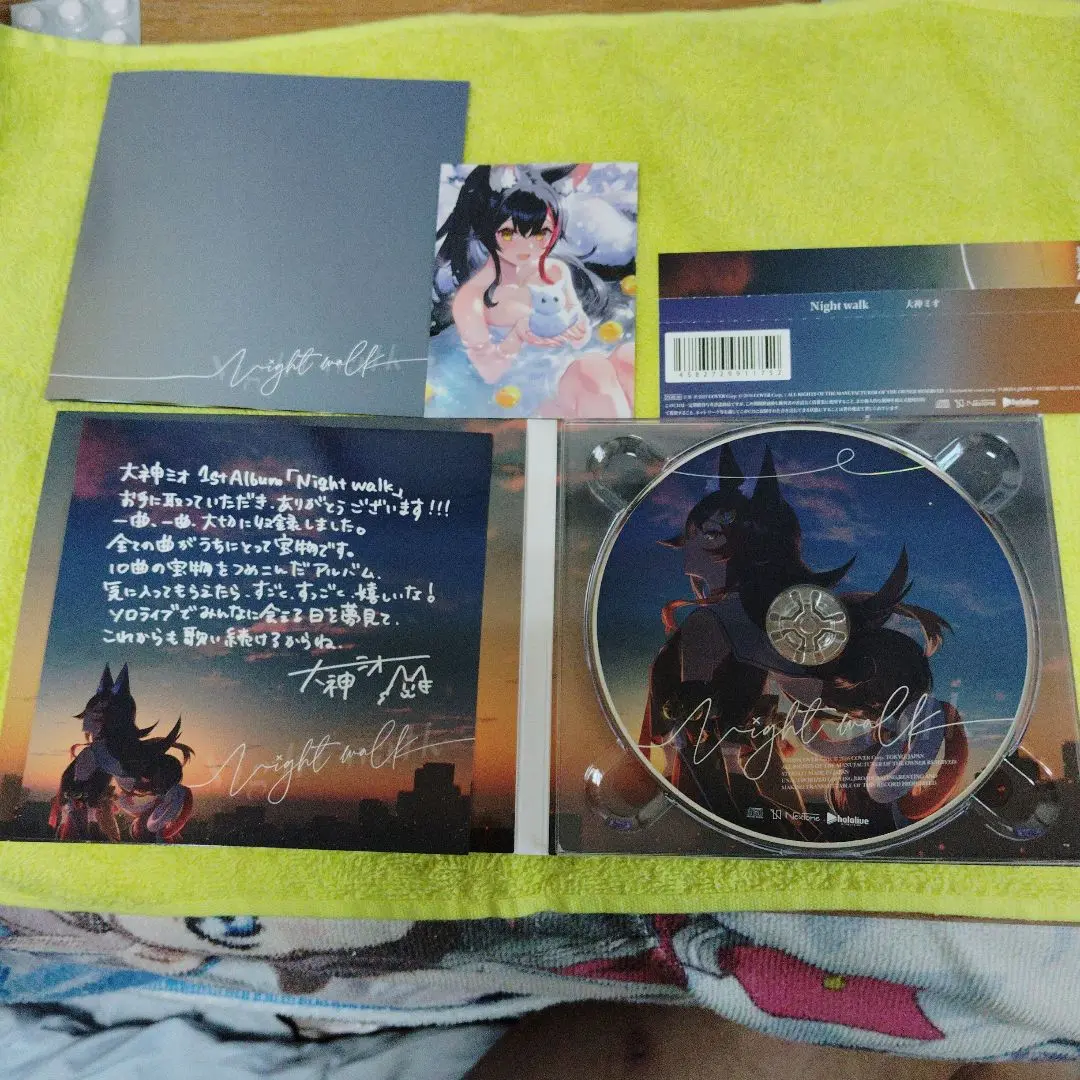 Night walk
Night walk 大神ミオ
4582729911752
大神ミオ 1st Album「Night walk」
お手に取っていただき、ありがとうございます!!!
一曲、一曲、大切に収録しました。
全ての曲がうちにとって宝物です。
10曲の宝物をつめこんだアルバム、
気に入ってもらえたら、すごと、すっごと、嬉しいな!
ソロライブでみんなに会える日を夢見て、
これからも歌い続けるからね
大神ミオ
Night walk
Night walk
NexTone hololive